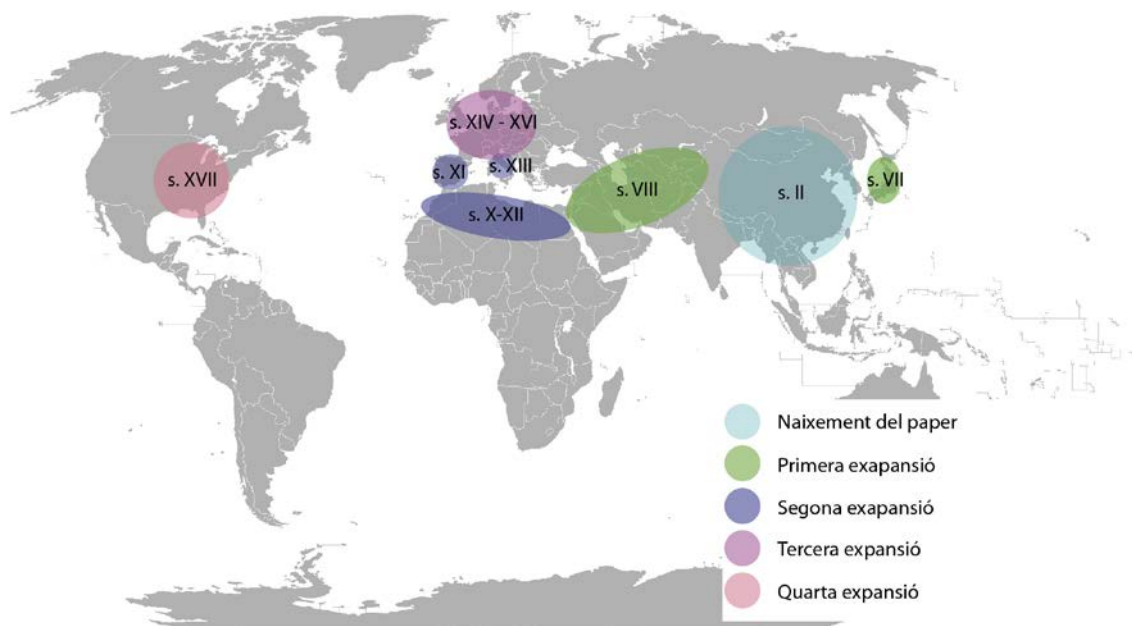 s. XIV - XVI
s. XI
s. XIII
s. XVII
s. VIII
s. II
s. VII
s. X-XII
Naixement del paper
Primera exapansió
Segona exapansió
Tercera expansió
Quarta expansió